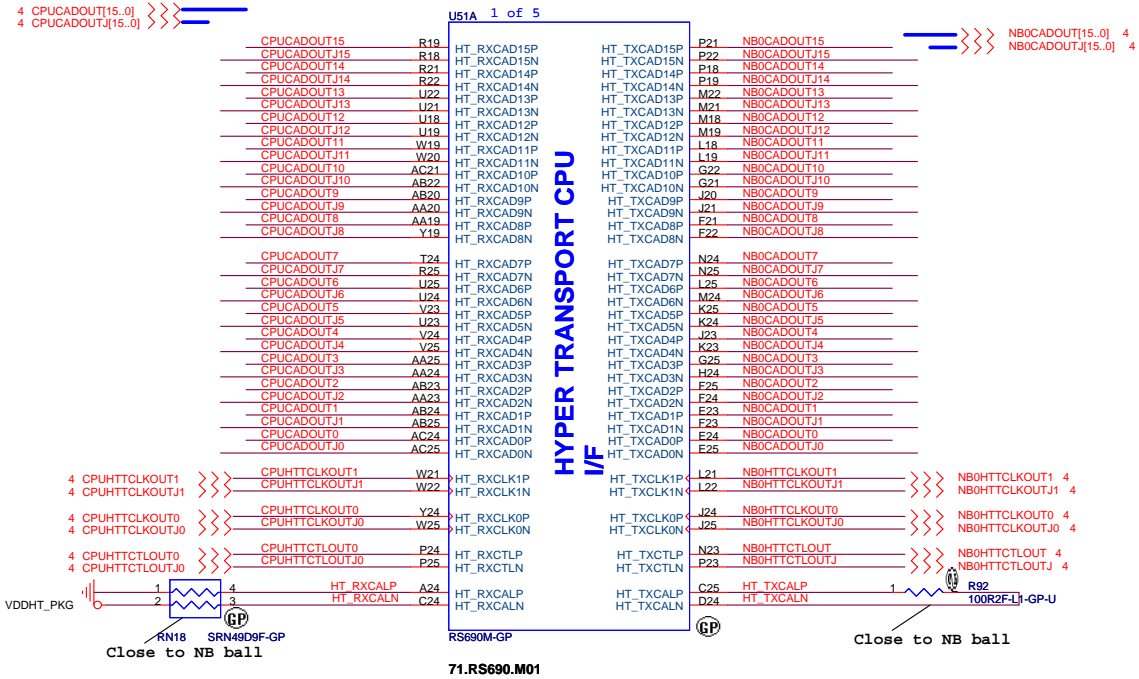 4 CPUCADOUT[15..0]
4 CPUCADOUTJ[15..0]
U51A 1 of 5
NB0CADOUT[15..0] 4
NB0CADOUTJ[15..0] 4
CPUCADOUT15 R19 HT_RXCAD15P HT_TXCAD15P P21 NB0CADOUT15
CPUCADOUTJ15 R18 HT_RXCAD15N HT_TXCAD15N P22 NB0CADOUTJ15
CPUCADOUT14 R21 HT_RXCAD14P HT_TXCAD14P P18 NB0CADOUT14
CPUCADOUTJ14 R22 HT_RXCAD14N HT_TXCAD14N P19 NB0CADOUTJ14
CPUCADOUT13 U22 HT_RXCAD13P HT_TXCAD13P M22 NB0CADOUT13
CPUCADOUTJ13 U21 HT_RXCAD13N HT_TXCAD13N M21 NB0CADOUTJ13
CPUCADOUT12 U18 HT_RXCAD12P HT_TXCAD12P M18 NB0CADOUT12
CPUCADOUTJ12 U19 HT_RXCAD12N HT_TXCAD12N M19 NB0CADOUTJ12
CPUCADOUT11 W19 HT_RXCAD11P HT_TXCAD11P L18 NB0CADOUT11
CPUCADOUTJ11 W20 HT_RXCAD11N HT_TXCAD11N L19 NB0CADOUTJ11
CPUCADOUT10 AC21 HT_RXCAD10P HT_TXCAD10P G22 NB0CADOUT10
CPUCADOUTJ10 AB22 HT_RXCAD10N HT_TXCAD10N G21 NB0CADOUTJ10
CPUCADOUT9 AB20 HT_RXCAD9P HT_TXCAD9P J20 NB0CADOUT9
CPUCADOUTJ9 AA20 HT_RXCAD9N HT_TXCAD9N J21 NB0CADOUTJ9
CPUCADOUT8 AA19 HT_RXCAD8P HT_TXCAD8P F21 NB0CADOUT8
CPUCADOUTJ8 Y19 HT_RXCAD8N HT_TXCAD8N F22 NB0CADOUTJ8
CPUCADOUT7 T24 HT_RXCAD7P HT_TXCAD7P N24 NB0CADOUT7
CPUCADOUTJ7 R25 HT_RXCAD7N HT_TXCAD7N N25 NB0CADOUTJ7
CPUCADOUT6 U25 HT_RXCAD6P HT_TXCAD6P L25 NB0CADOUT6
CPUCADOUTJ6 U24 HT_RXCAD6N HT_TXCAD6N M24 NB0CADOUTJ6
CPUCADOUT5 V23 HT_RXCAD5P HT_TXCAD5P K25 NB0CADOUT5
CPUCADOUTJ5 U23 HT_RXCAD5N HT_TXCAD5N K24 NB0CADOUTJ5
CPUCADOUT4 V24 HT_RXCAD4P HT_TXCAD4P J23 NB0CADOUT4
CPUCADOUTJ4 V25 HT_RXCAD4N HT_TXCAD4N K23 NB0CADOUTJ4
CPUCADOUT3 AA25 HT_RXCAD3P HT_TXCAD3P G25 NB0CADOUT3
CPUCADOUTJ3 AA24 HT_RXCAD3N HT_TXCAD3N H24 NB0CADOUTJ3
CPUCADOUT2 AB23 HT_RXCAD2P HT_TXCAD2P F25 NB0CADOUT2
CPUCADOUTJ2 AA23 HT_RXCAD2N HT_TXCAD2N F24 NB0CADOUTJ2
CPUCADOUT1 AB24 HT_RXCAD1P HT_TXCAD1P E23 NB0CADOUT1
CPUCADOUTJ1 AB25 HT_RXCAD1N HT_TXCAD1N F23 NB0CADOUTJ1
CPUCADOUT0 AC24 HT_RXCAD0P HT_TXCAD0P E24 NB0CADOUT0
CPUCADOUTJ0 AC25 HT_RXCAD0N HT_TXCAD0N E25 NB0CADOUTJ0
HYPER TRANSPORT CPU
I/F
4 CPUHTTCLKOUT1 CPUHTTCLKOUT1 W21 HT_RXCLK1P HT_TXCLK1P L21 NB0HTTCLKOUT1 NB0HTTCLKOUT1 4
4 CPUHTTCLKOUTJ1 CPUHTTCLKOUTJ1 W22 HT_RXCLK1N HT_TXCLK1N L22 NB0HTTCLKOUTJ1 NB0HTTCLKOUTJ1 4
4 CPUHTTCLKOUT0 CPUHTTCLKOUT0 Y24 HT_RXCLK0P HT_TXCLK0P J24 NB0HTTCLKOUT0 NB0HTTCLKOUT0 4
4 CPUHTTCLKOUTJ0 CPUHTTCLKOUTJ0 W25 HT_RXCLK0N HT_TXCLK0N J25 NB0HTTCLKOUTJ0 NB0HTTCLKOUTJ0 4
4 CPUHTTCTLOUT0 CPUHTTCTLOUT0 P24 HT_RXCTLP HT_TXCTLP N23 NB0HTTCTLOUT NB0HTTCTLOUT 4
4 CPUHTTCTLOUTJ0 CPUHTTCTLOUTJ0 P25 HT_RXCTLN HT_TXCTLN P23 NB0HTTCTLOUTJ NB0HTTCTLOUTJ 4
1 4 HT_RXCALP A24 HT_RXCALP HT_TXCALP C25 HT_TXCALP 1 R92
VDDHT_PKG 2 3 HT_RXCALN C24 HT_RXCALN HT_TXCALN D24 HT_TXCALN 100R2F-L1-GP-U
GP GP
RN18 SRN49D9F-GP RS690M-GP
Close to NB ball Close to NB ball
71.RS690.M01